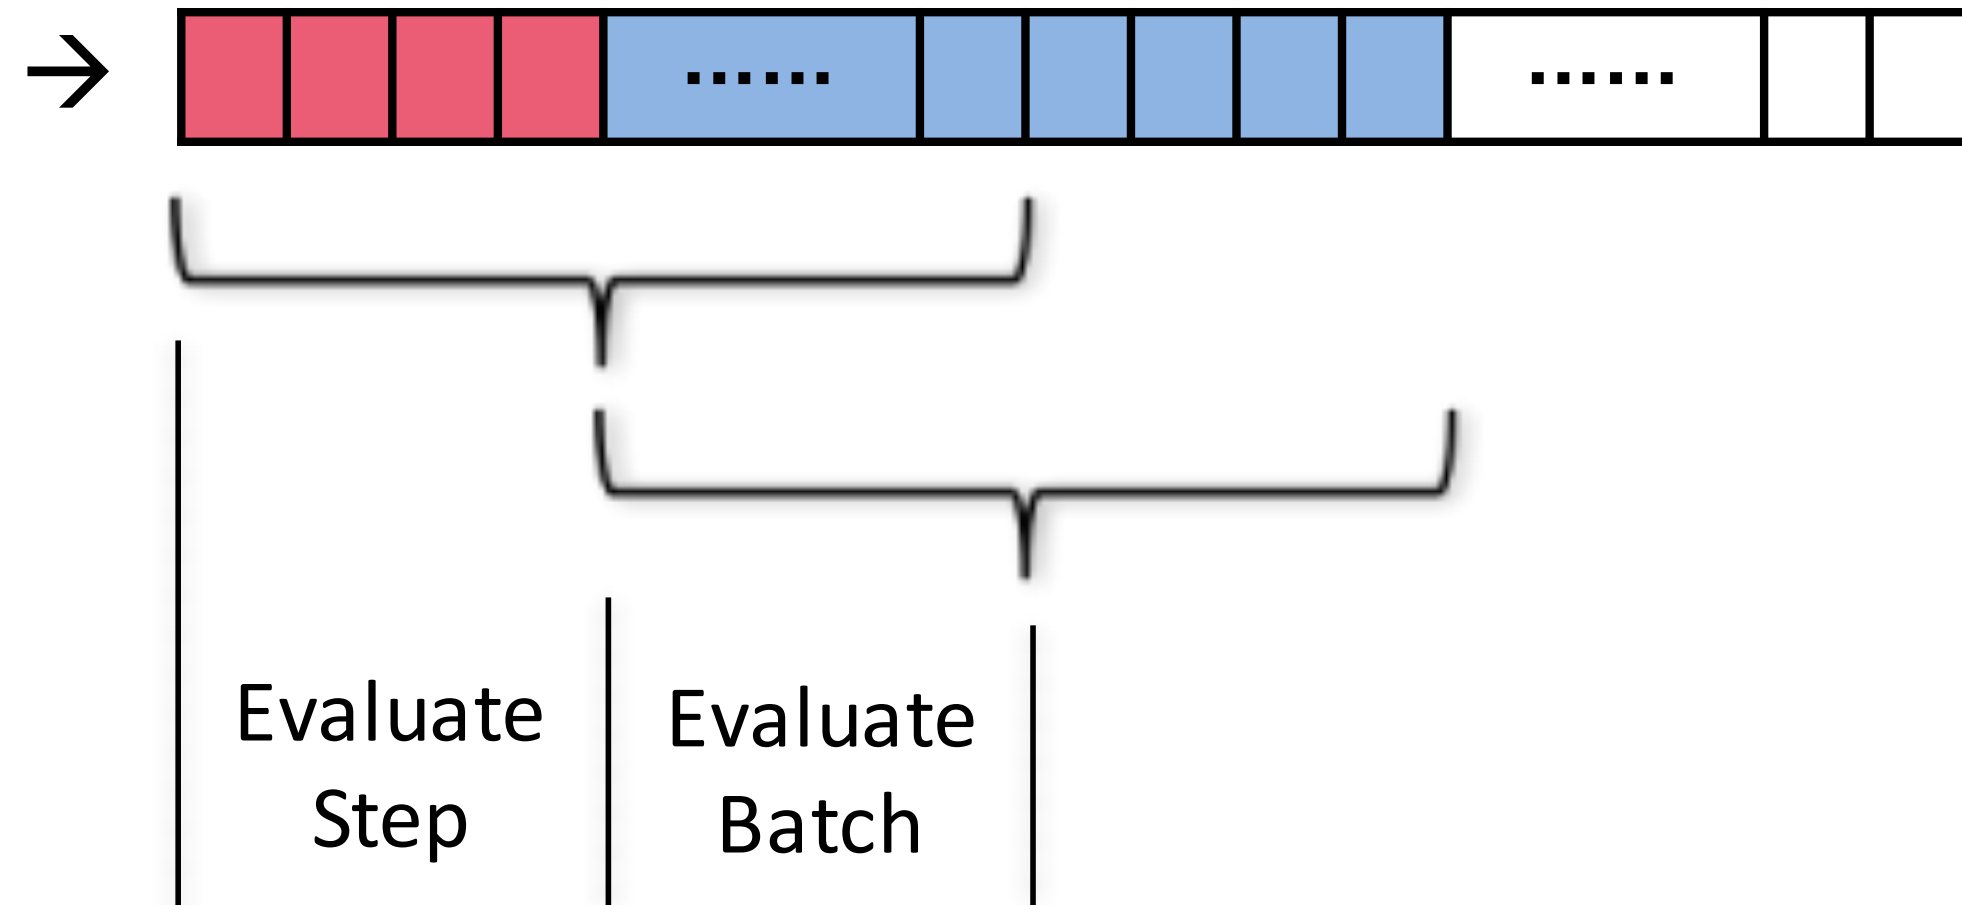 →
......
......
Evaluate
Step
Evaluate
Batch